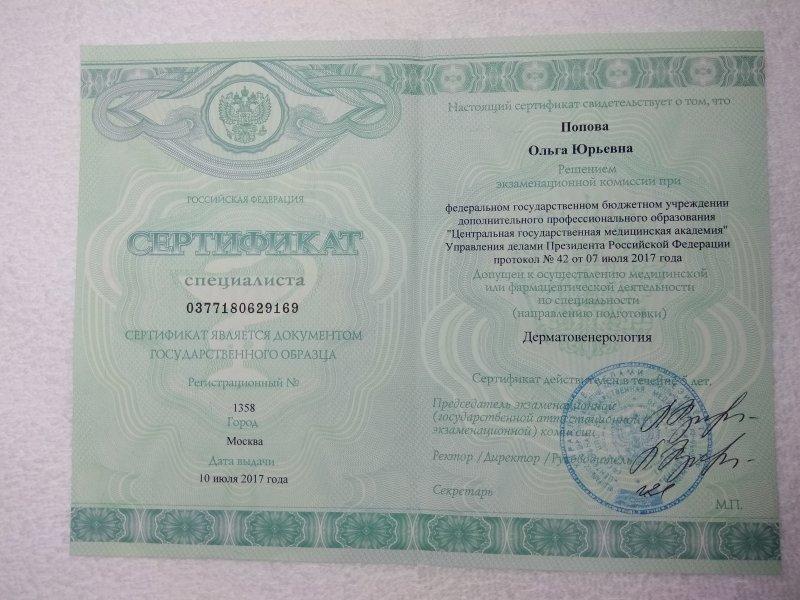 РОССИЙСКАЯ ФЕДЕРАЦИЯ
СЕРТИФИКАТ
специалиста
0377180629169
СЕРТИФИКАТ ЯВЛЯЕТСЯ ДОКУМЕНТОМ
ГОСУДАРСТВЕННОГО ОБРАЗЦА
Регистрационный №
1358
Город
Москва
Дата выдачи
10 июля 2017 года
Настоящий сертификат свидетельствует о том, что
Попова
Ольга Юрьевна
Решением
экзаменационной комиссии при
федеральном государственном бюджетном учреждении
дополнительного профессионального образования
"Центральная государственная медицинская академия"
Управления делами Президента Российской Федерации
протокол № 42 от 07 июля 2017 года
Допущен к осуществлению медицинской
или фармацевтической деятельности
по специальности
(направлению подготовки)
Дерматовенерология
Сертификат действителен в течение 5 лет,
Председатель экзаменационной
(государственной аттестационной
экзаменационной) комиссии
Ректор /Директор /Руководитель
Секретарь
М.П.